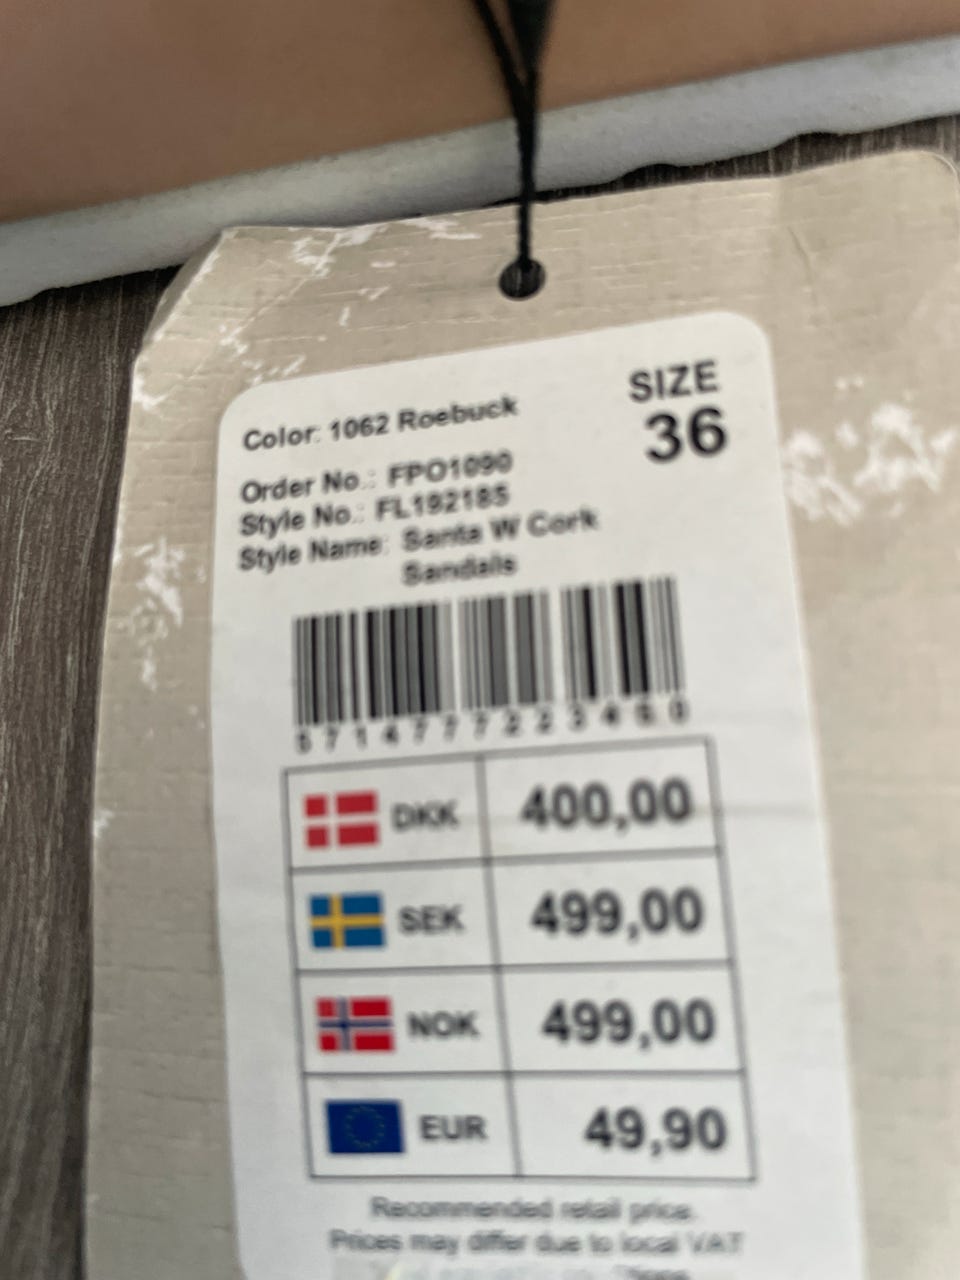 SIZE
36
Color: 1062 Roebuck
Order No.: FPO1090
Style No.: FL192185
Style Name: Santa W Cork
Sandals
5714777223460
DKK 400,00
SEK 499,00
NOK 499,00
EUR 49,90
Recommended retail price.
Prices may differ due to local VAT